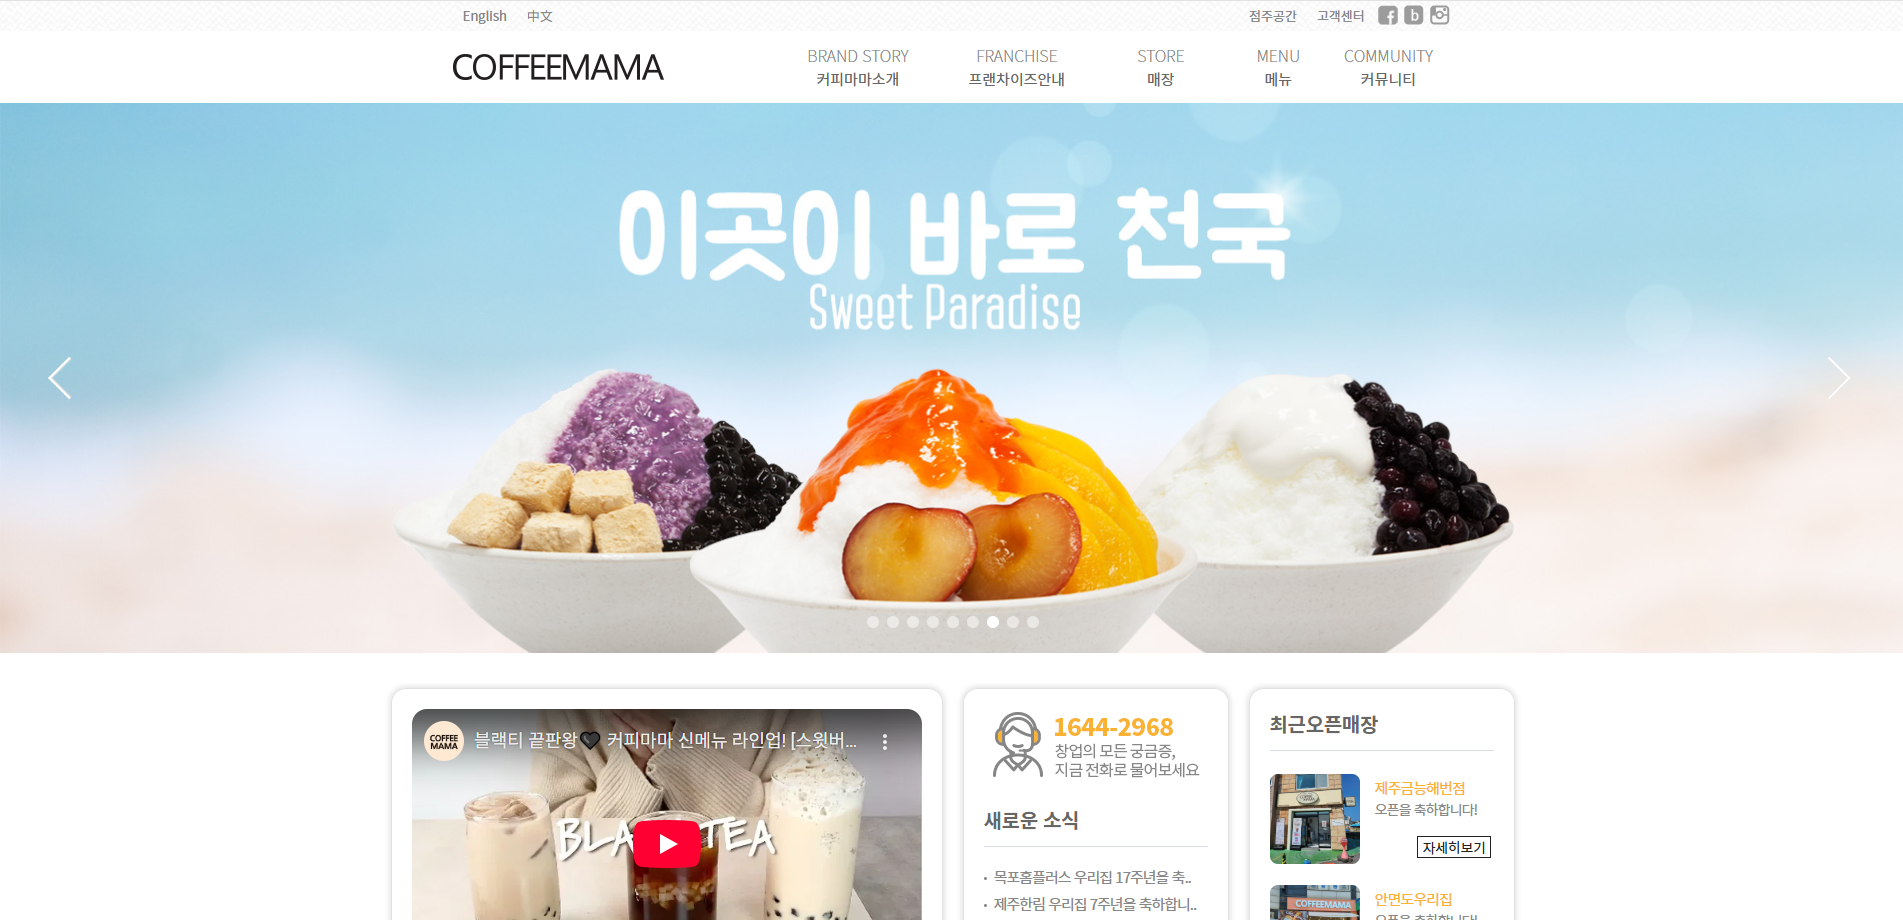 English 中文
점주공간 고객센터
COFFEEMAMA
BRAND STORY FRANCHISE STORE MENU COMMUNITY
커피마마소개 프랜차이즈안내 매장 메뉴 커뮤니티
이곳이 바로 천국
Sweet Paradise
COFFEE MAMA
블랙티 끝판왕🖤 커피마마 신메뉴 라인업! [스윗버...
1644-2968
창업의 모든 궁금증,
지금 전화로 물어보세요
새로운 소식
• 목포홈플러스 우리집 17주년을 축..
• 제주한림 우리집 7주년을 축하합니..
최근오픈매장
제주금능해변점
오픈을 축하합니다!
자세히보기
안면도우리집
오픈을 축하합니다!
COFFEEMAMA